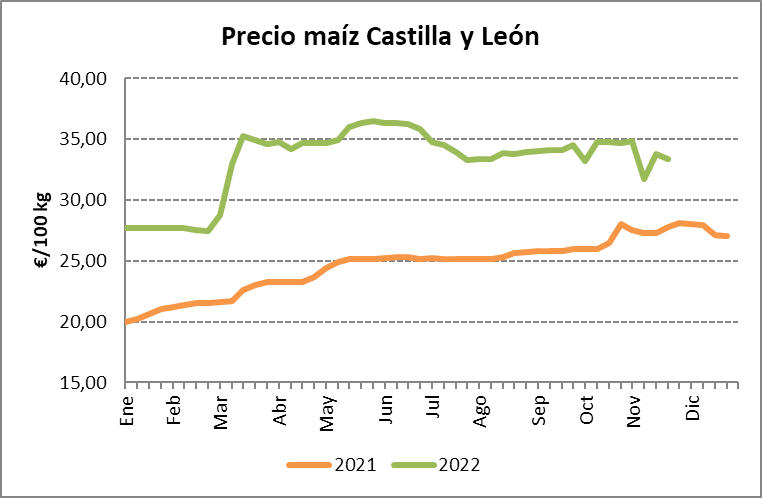 Precio maíz Castilla y León
€/100 kg
40,00
35,00
30,00
25,00
20,00
15,00
Ene Feb Mar Abr May Jun Jul Ago Sep Oct Nov Dic
2021 2022